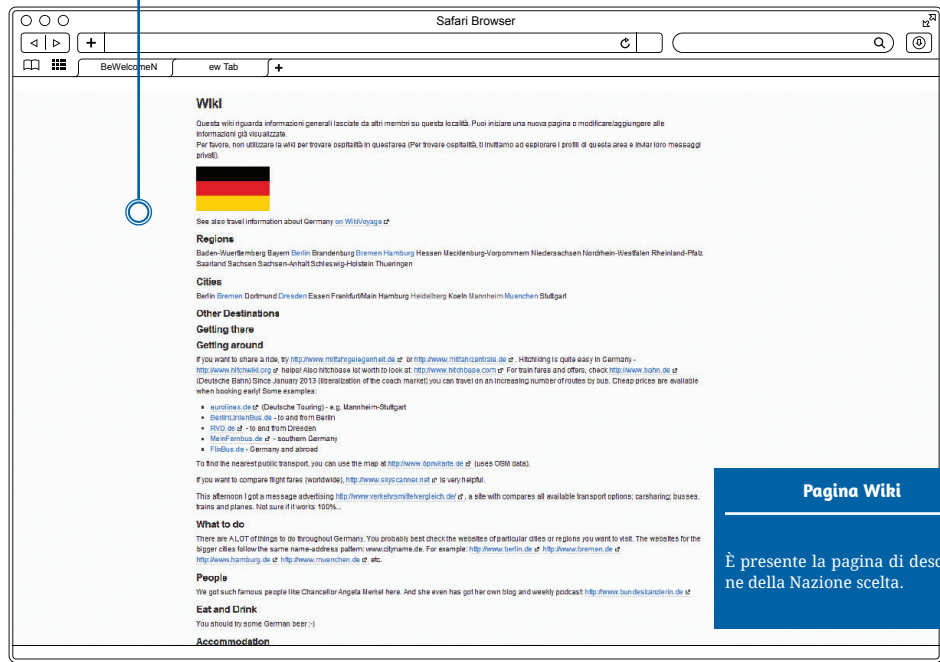 Safari Browser
BeWelcomeN
ew Tab
Wiki
Questa wiki riguarda informazioni generali lasciate da altri membri su questa località. Puoi iniziare una nuova pagina o modificare/aggiungere alle
informazioni già visualizzate.
Per favore, non utilizzare la wiki per trovare ospitalità in quest'area (Per trovare ospitalità, ti invitiamo ad esplorare i profili di questa area e inviar loro messaggi
privati).
See also travel information about Germany on WikiVoyage
Regions
Baden-Wuerttemberg Bayern Berlin Brandenburg Bremen Hamburg Hessen Mecklenburg-Vorpommern Niedersachsen Nordrhein-Westfalen Rheinland-Pfalz
Saarland Sachsen Sachsen-Anhalt Schleswig-Holstein Thueringen
Cities
Berlin Bremen Dortmund Dresden Essen Frankfurt/Main Hamburg Heidelberg Koeln Mannheim Muenchen Stuttgart
Other Destinations
Getting there
Getting around
If you want to share a ride, try http://www.mitfahrgelegenheit.de or http://www.mitfahrzentrale.de . Hitchiking is quite easy in Germany -
http://www.hitchwiki.org helps! Also hitchbase ist worth to look at: http://www.hitchbase.com For train fares and offers, check http://www.bahn.de
(Deutsche Bahn) Since January 2013 (liberalization of the coach market) you can travel on an increasing number of routes by bus. Cheap prices are available
when booking early! Some examples:
eurolines.de (Deutsche Touring) - e.g. Mannheim-Stuttgart
BerlinLinienBus.de - to and from Berlin
RVD.de - to and from Dresden
MeinFernbus.de - southern Germany
FlixBus.de - Germany and abroad
To find the nearest public transport, you can use the map at http://www.öpnvkarte.de (uses OSM data).
If you want to compare flight fares (worldwide), http://www.skyscanner.net is very helpful.
This afternoon I got a message advertising http://www.verkehrsmittelvergleich.de/ , a site with compares all available transport options; carsharing; busses,
trains and planes. Not sure if it works 100%...
What to do
There are A LOT of things to do throughout Germany. You probably best check the websites of particular cities or regions you want to visit. The websites for the
bigger cities follow the same name-address pattern: www.cityname.de. For example: http://www.berlin.de http://www.bremen.de
http://www.hamburg.de http://www.muenchen.de etc.
People
We got such famous people like Chancellor Angela Merkel here. And she even has got her own blog and weekly podcast: http://www.bundeskanzlerin.de
Eat and Drink
You should try some German beer ;-)
Accommodation
Pagina Wiki
È presente la pagina di desc
ne della Nazione scelta.